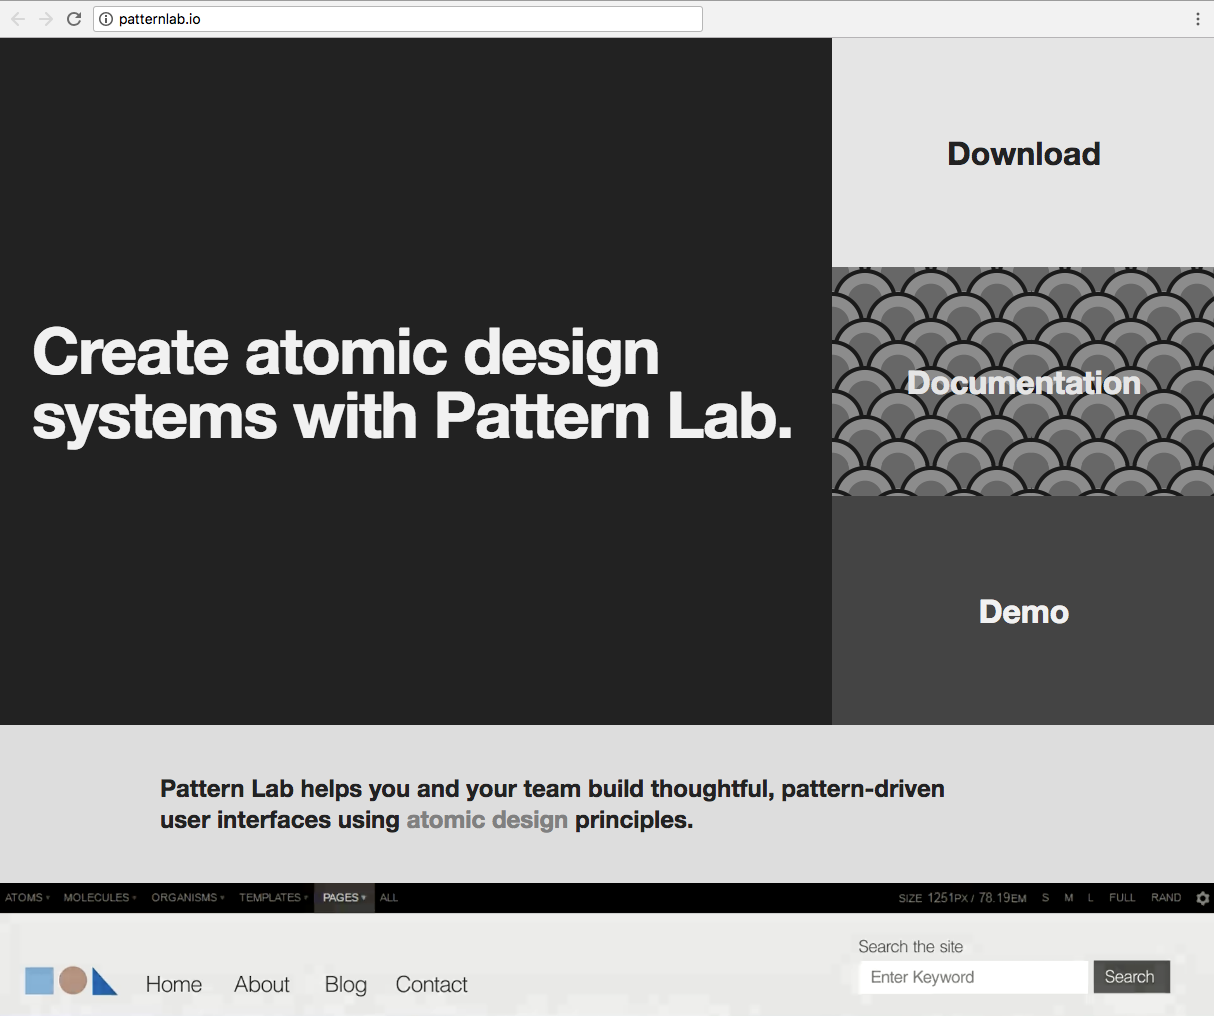 patternlab.io
Create atomic design
systems with Pattern Lab.
Download
Documentation
Demo
Pattern Lab helps you and your team build thoughtful, pattern-driven
user interfaces using atomic design principles.
ATOMS MOLECULES ORGANISMS TEMPLATES PAGES ALL SIZE 1251PX / 78.19EM S M L FULL RAND
Search the site
Home About Blog Contact Enter Keyword Search